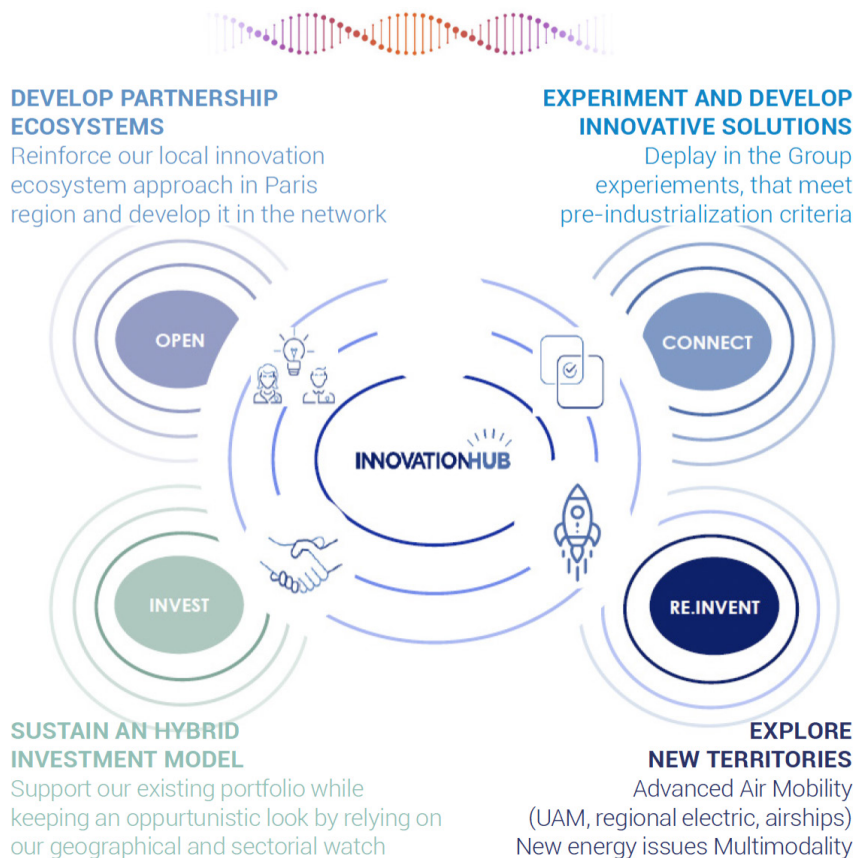 DEVELOP PARTNERSHIP
ECOSYSTEMS
Reinforce our local innovation
ecosystem approach in Paris
region and develop it in the network
EXPERIMENT AND DEVELOP
INNOVATIVE SOLUTIONS
Deplay in the Group
experiements, that meet
pre-industrialization criteria
OPEN
CONNECT
INNOVATIONHUB
INVEST
RE.INVENT
SUSTAIN AN HYBRID
INVESTMENT MODEL
Support our existing portfolio while
keeping an oppurtunistic look by relying on
our geographical and sectorial watch
EXPLORE
NEW TERRITORIES
Advanced Air Mobility
(UAM, regional electric, airships)
New energy issues Multimodality